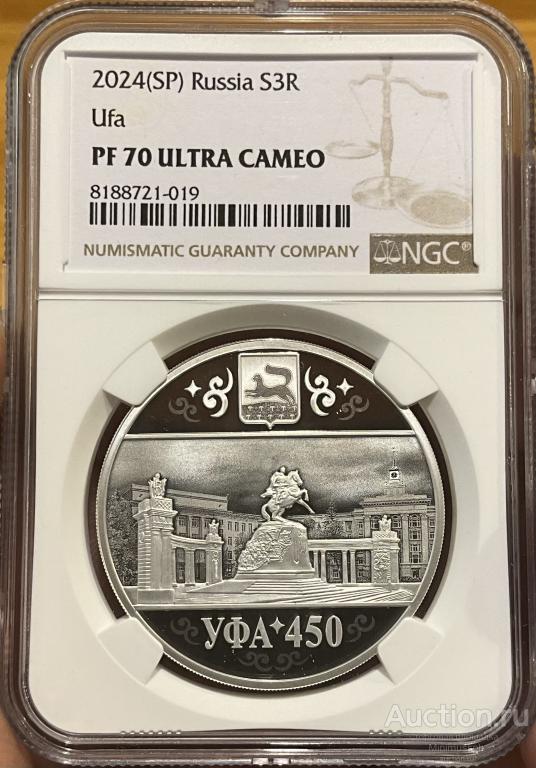 2024(SP) Russia S3R
Ufa
PF 70 ULTRA CAMEO
8188721-019
NUMISMATIC GUARANTY COMPANY
NGC®
УФА 450
Auction.ru